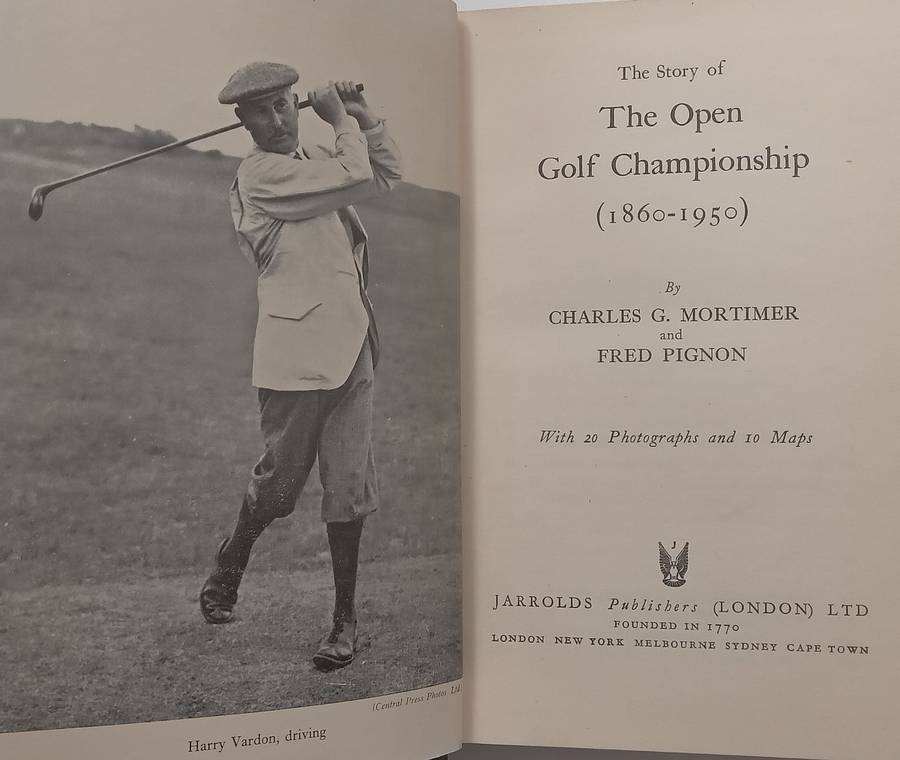 (Central Press Photos Ltd)
Harry Vardon, driving
The Story of
The Open
Golf Championship
(1860-1950)
By
CHARLES G. MORTIMER
and
FRED PIGNON
With 20 Photographs and 10 Maps
J
JARROLDS Publishers (LONDON) LTD
FOUNDED IN 1770
LONDON NEW YORK MELBOURNE SYDNEY CAPE TOWN